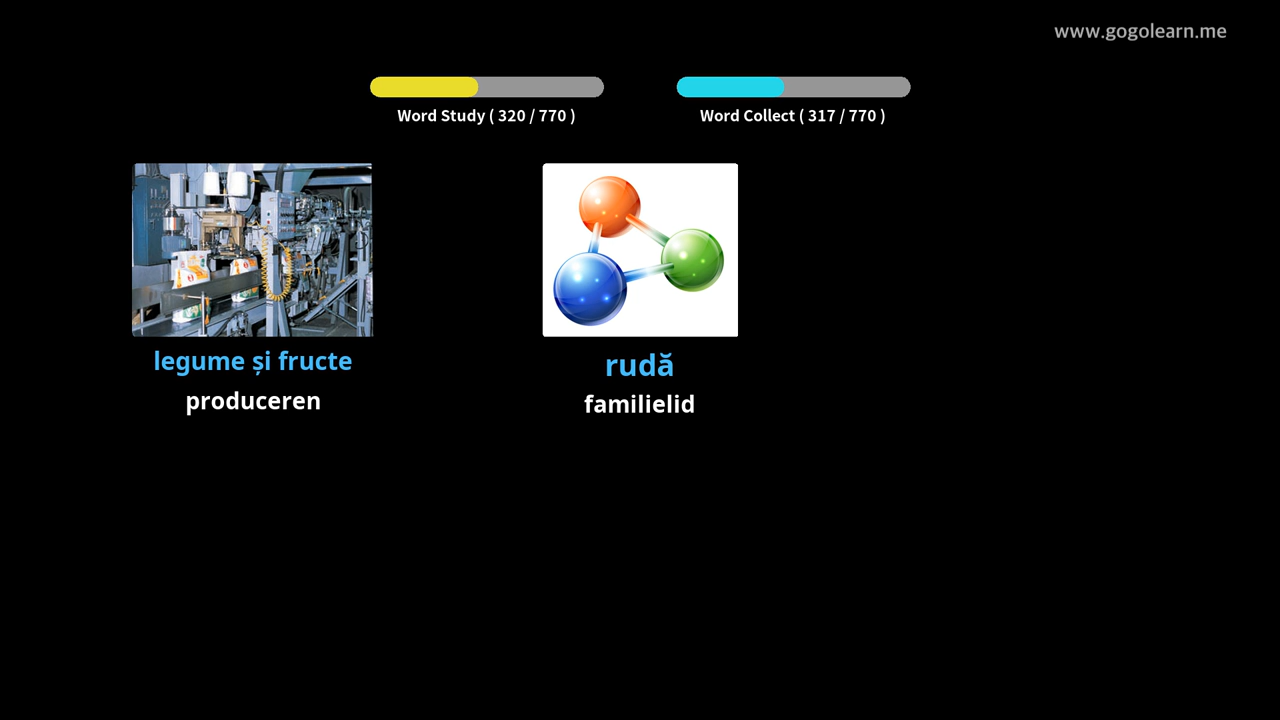 www.gogolearn.me
Word Study ( 320 / 770 )
Word Collect ( 317 / 770 )
legume și fructe
produceren
rudă
familielid